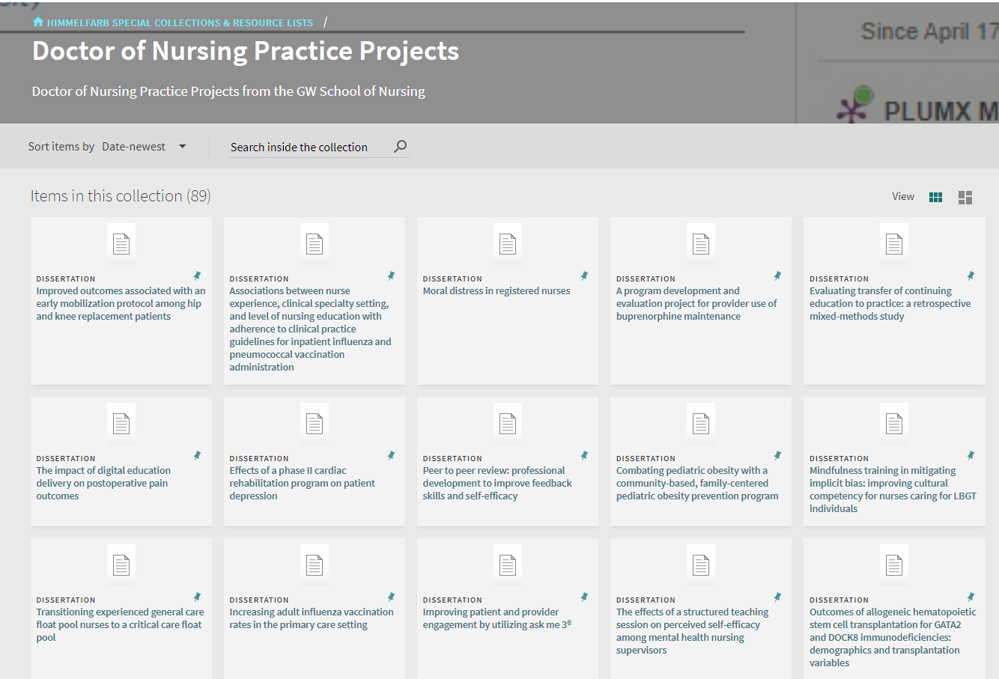 HIMMELFARB SPECIAL COLLECTIONS & RESOURCE LISTS /
Since April 17
Doctor of Nursing Practice Projects
Doctor of Nursing Practice Projects from the GW School of Nursing
PLUMX M
Sort items by Date-newest
Search inside the collection
Items in this collection (89)
View
DISSERTATION
Improved outcomes associated with an
early mobilization protocol among hip
and knee replacement patients
DISSERTATION
Associations between nurse
experience, clinical specialty setting,
and level of nursing education with
adherence to clinical practice
guidelines for inpatient influenza and
pneumococcal vaccination
administration
DISSERTATION
Moral distress in registered nurses
DISSERTATION
A program development and
evaluation project for provider use of
buprenorphine maintenance
DISSERTATION
Evaluating transfer of continuing
education to practice: a retrospective
mixed-methods study
DISSERTATION
The impact of digital education
delivery on postoperative pain
outcomes
DISSERTATION
Effects of a phase II cardiac
rehabilitation program on patient
depression
DISSERTATION
Peer to peer review: professional
development to improve feedback
skills and self-efficacy
DISSERTATION
Combating pediatric obesity with a
community-based, family-centered
pediatric obesity prevention program
DISSERTATION
Mindfulness training in mitigating
implicit bias: improving cultural
competency for nurses caring for LBGT
individuals
DISSERTATION
Transitioning experienced general care
float pool nurses to a critical care float
pool
DISSERTATION
Increasing adult influenza vaccination
rates in the primary care setting
DISSERTATION
Improving patient and provider
engagement by utilizing ask me 3®
DISSERTATION
The effects of a structured teaching
session on perceived self-efficacy
among mental health nursing
supervisors
DISSERTATION
Outcomes of allogeneic hematopoietic
stem cell transplantation for GATA2
and DOCK8 immunodeficiencies:
demographics and transplantation
variables